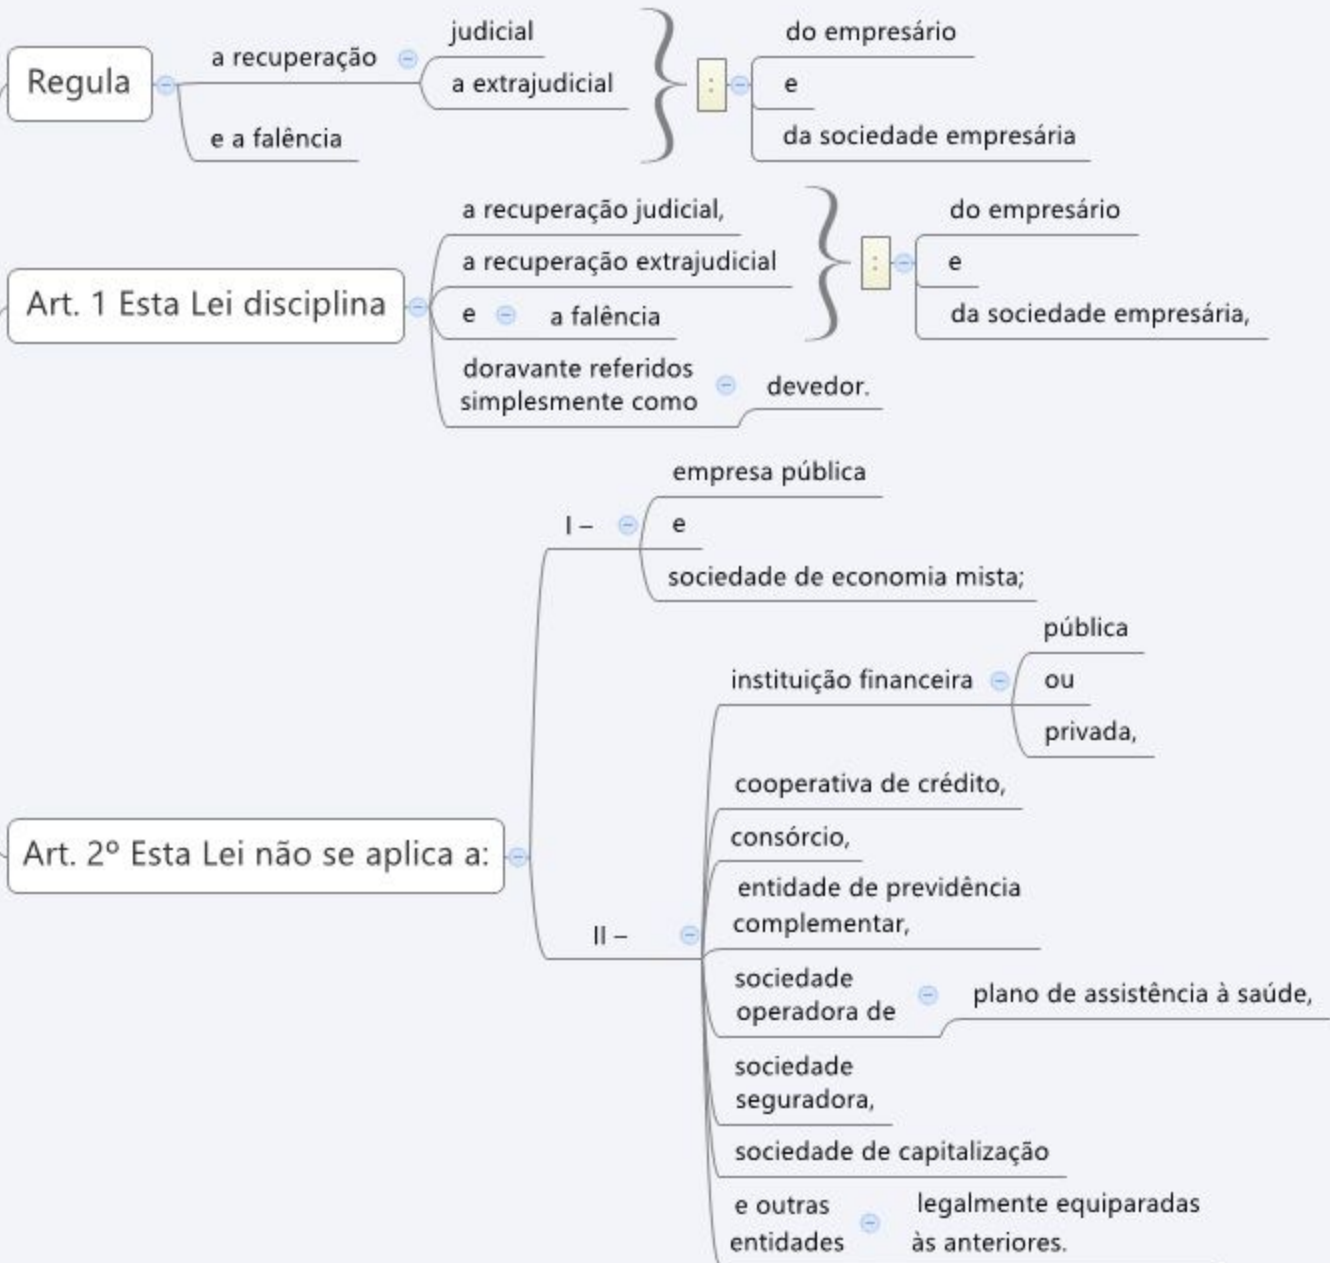 Regula
a recuperação
judicial
a extrajudicial
e a falência
:
do empresário
e
da sociedade empresária
Art. 1 Esta Lei disciplina
a recuperação judicial,
a recuperação extrajudicial
e
a falência
:
do empresário
e
da sociedade empresária,
doravante referidos
simplesmente como
devedor.
Art. 2º Esta Lei não se aplica a:
I –
empresa pública
e
sociedade de economia mista;
II –
instituição financeira
pública
ou
privada,
cooperativa de crédito,
consórcio,
entidade de previdência
complementar,
sociedade
operadora de
plano de assistência à saúde,
sociedade
seguradora,
sociedade de capitalização
e outras
entidades
legalmente equiparadas
às anteriores.